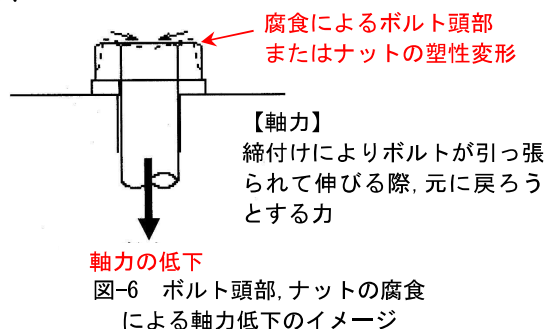 腐食によるボルト頭部
またはナットの塑性変形
【軸力】
締付けによりボルトが引っ張
られて伸びる際,元に戻ろう
とする力
軸力の低下
図-6 ボルト頭部,ナットの腐食
による軸力低下のイメージ